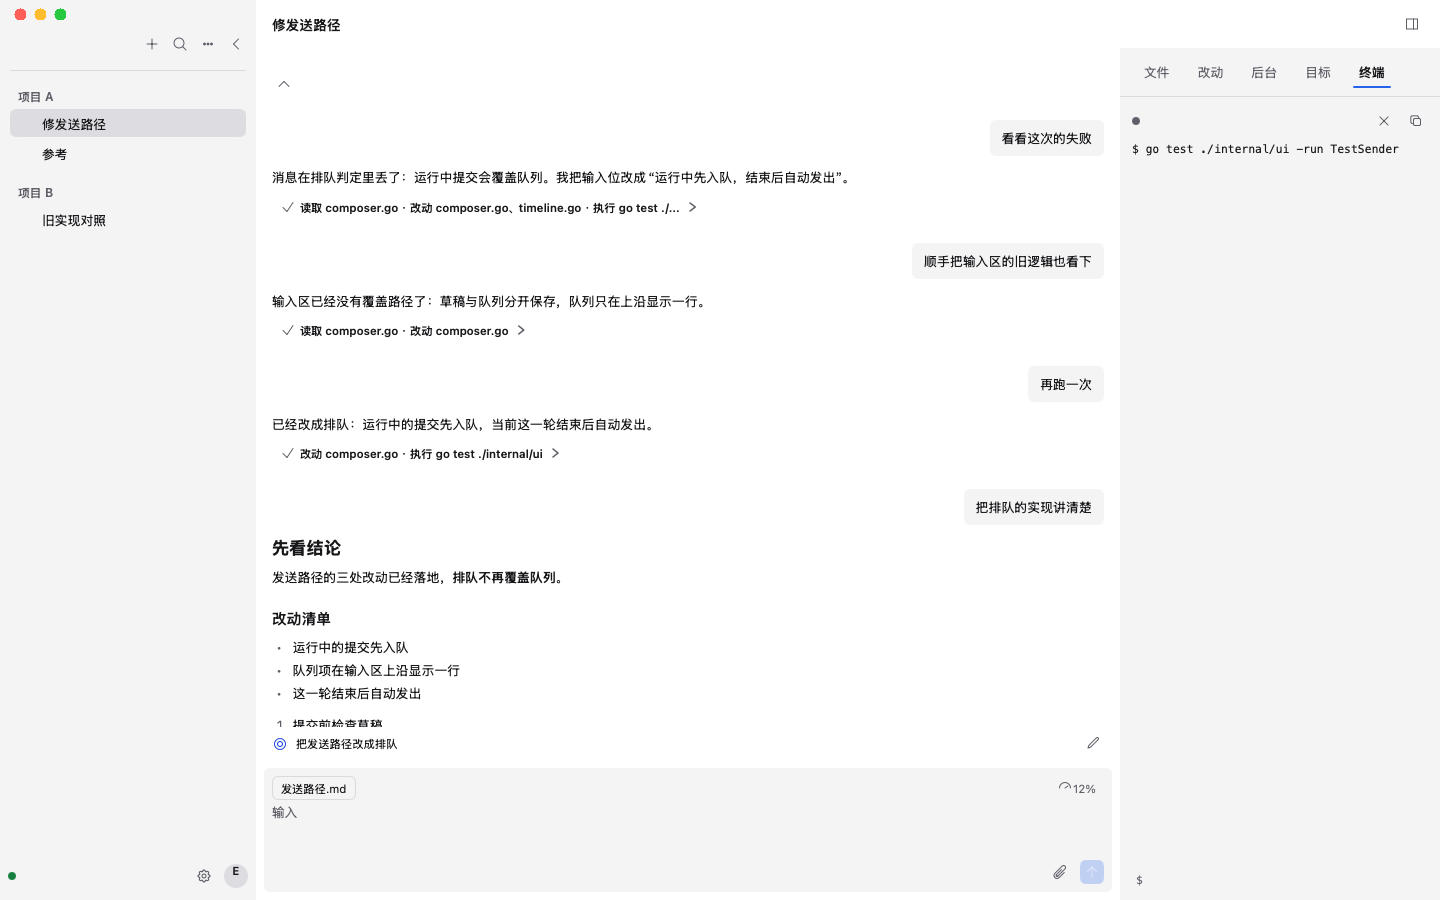 修发送路径
项目 A
修发送路径
参考
项目 B
旧实现对照
E
看看这次的失败
消息在排队判定里丢了：运行中提交会覆盖队列。我把输入位改成“运行中先入队，结束后自动发出”。
读取 composer.go · 改动 composer.go、timeline.go · 执行 go test ./...
顺手把输入区的旧逻辑也看下
输入区已经没有覆盖路径了：草稿与队列分开保存，队列只在上沿显示一行。
读取 composer.go · 改动 composer.go
再跑一次
已经改成排队：运行中的提交先入队，当前这一轮结束后自动发出。
改动 composer.go · 执行 go test ./internal/ui
把排队的实现讲清楚
先看结论
发送路径的三处改动已经落地，排队不再覆盖队列。
改动清单
• 运行中的提交先入队
• 队列项在输入区上沿显示一行
• 这一轮结束后自动发出
1. 提交前检查草稿
把发送路径改成排队
发送路径.md
12%
输入
文件 改动 后台 目标 终端
$ go test ./internal/ui -run TestSender
$